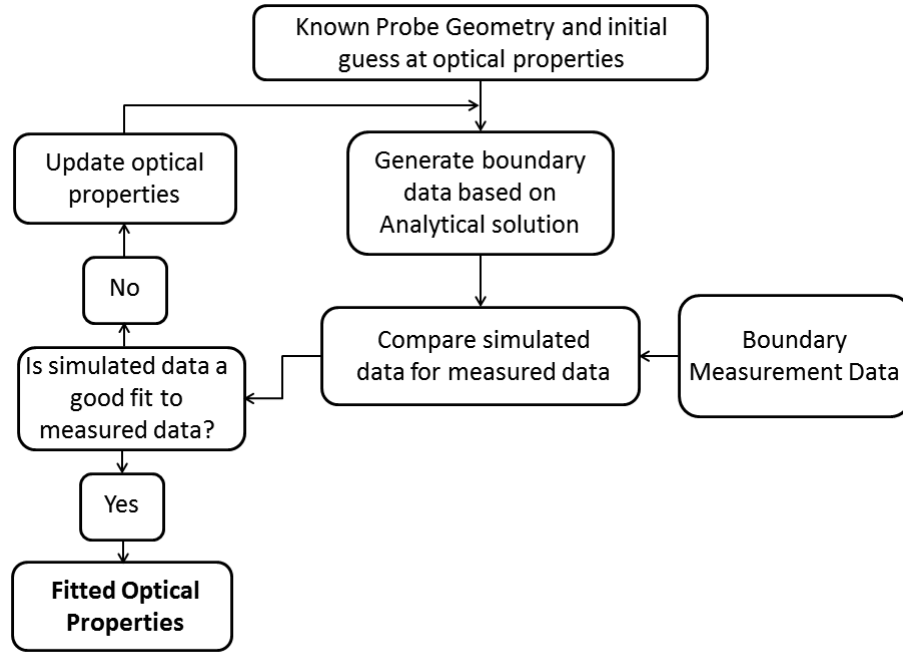 Known Probe Geometry and initial
guess at optical properties
Update optical
properties
Generate boundary
data based on
Analytical solution
No
Is simulated data a
good fit to
measured data?
Compare simulated
data for measured data
Boundary
Measurement Data
Yes
Fitted Optical
Properties